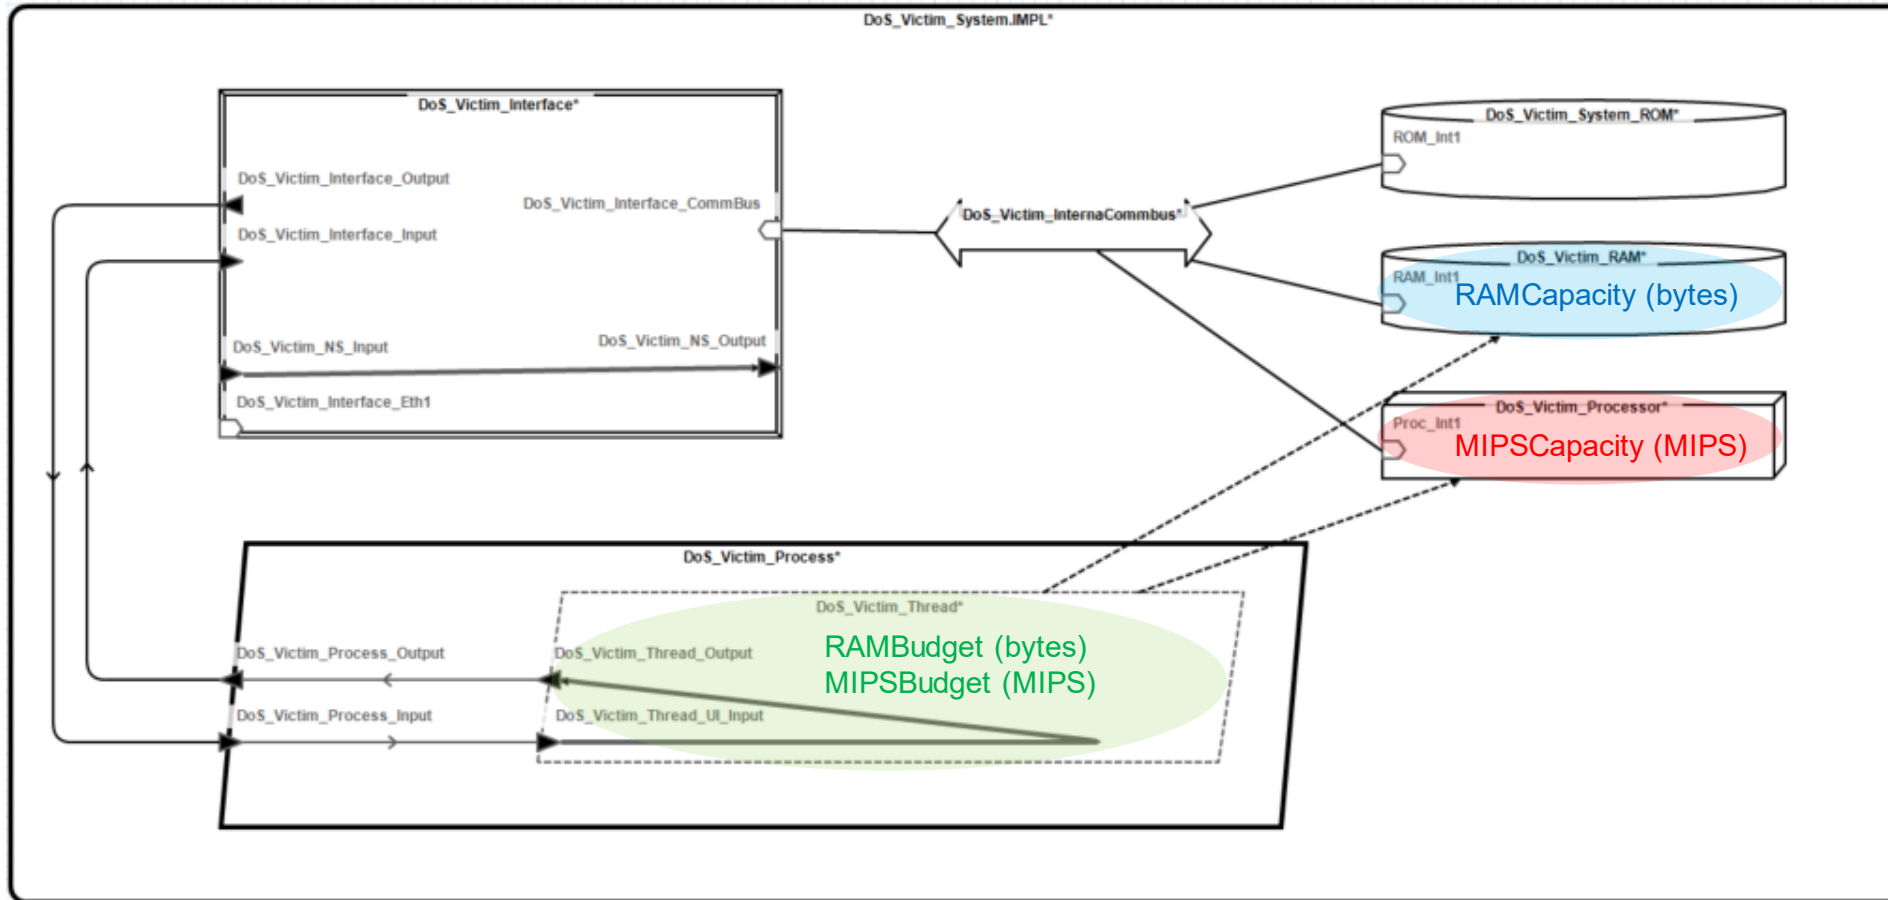 DoS_Victim_System.IMPL*
DoS_Victim_Interface*
DoS_Victim_Interface_Output
DoS_Victim_Interface_CommBus
DoS_Victim_Interface_Input
DoS_Victim_NS_Input
DoS_Victim_NS_Output
DoS_Victim_Interface_Eth1
DoS_Victim_InternaCommbus*
DoS_Victim_System_ROM*
ROM_Int1
DoS_Victim_RAM*
RAM_Int1
RAMCapacity (bytes)
DoS_Victim_Processor*
Proc_Int1
MIPSCapacity (MIPS)
DoS_Victim_Process*
DoS_Victim_Thread*
DoS_Victim_Process_Output
DoS_Victim_Thread_Output
RAMBudget (bytes)
MIPSBudget (MIPS)
DoS_Victim_Process_Input
DoS_Victim_Thread_UI_Input